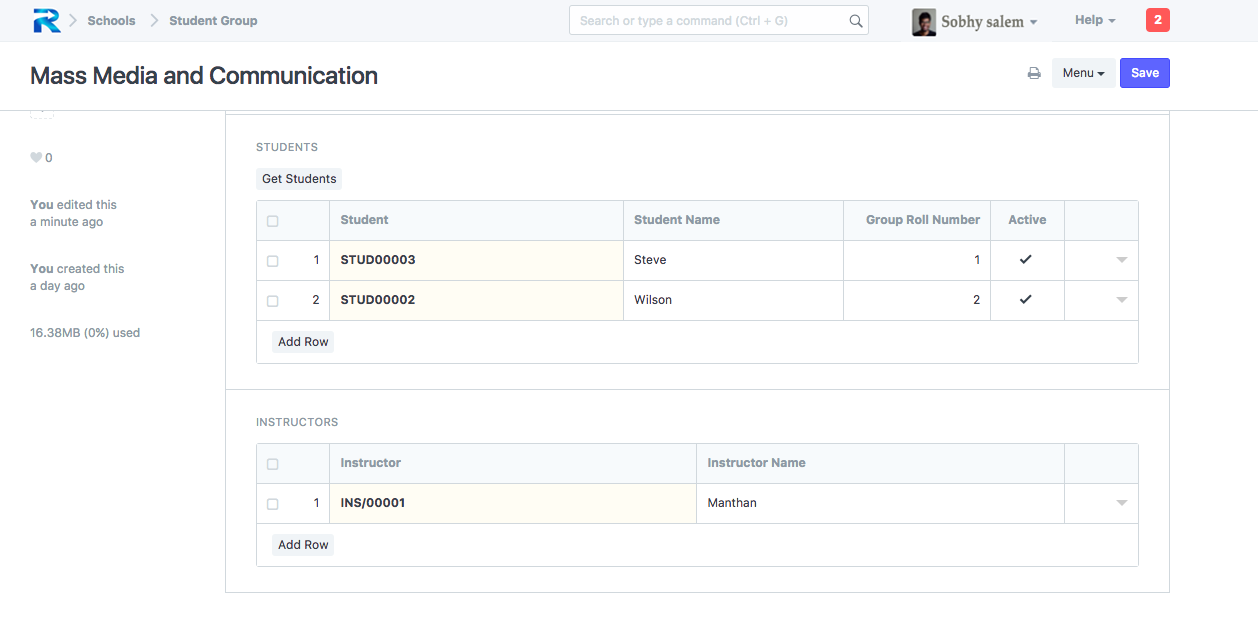 Schools
Student Group
Search or type a command (Ctrl + G)
Sobhy salem
Help
2
Mass Media and Communication
Menu
Save
0
You edited this
a minute ago
You created this
a day ago
16.38MB (0%) used
STUDENTS
Get Students
Student Student Name Group Roll Number Active
1 STUD00003 Steve 1
2 STUD00002 Wilson 2
Add Row
INSTRUCTORS
Instructor Instructor Name
1 INS/00001 Manthan
Add Row